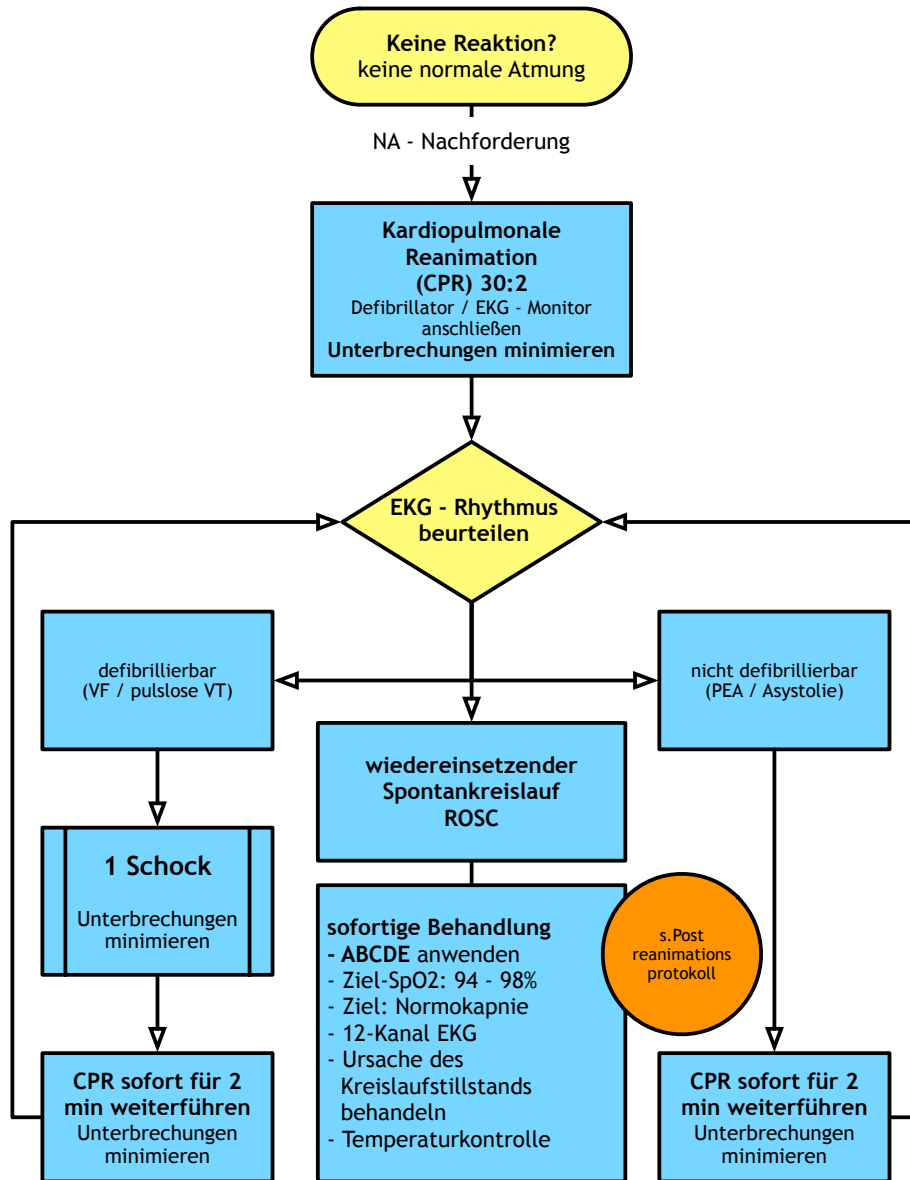 Keine Reaktion?
keine normale Atmung
NA - Nachforderung
Kardiopulmonale
Reanimation
(CPR) 30:2
Defibrillator / EKG - Monitor
anschließen
Unterbrechungen minimieren
EKG - Rhythmus
beurteilen
defibrillierbar
(VF / pulslose VT)
nicht defibrillierbar
(PEA / Asystolie)
wiedereinsetzender
Spontankreislauf
ROSC
1 Schock
Unterbrechungen
minimieren
sofortige Behandlung
- ABCDE anwenden
- Ziel-SpO2: 94 - 98%
- Ziel: Normokapnie
- 12-Kanal EKG
- Ursache des
Kreislaufstillstands
behandeln
- Temperaturkontrolle
s.Post
reanimations
protokoll
CPR sofort für 2
min weiterführen
Unterbrechungen
minimieren
CPR sofort für 2
min weiterführen
Unterbrechungen
minimieren